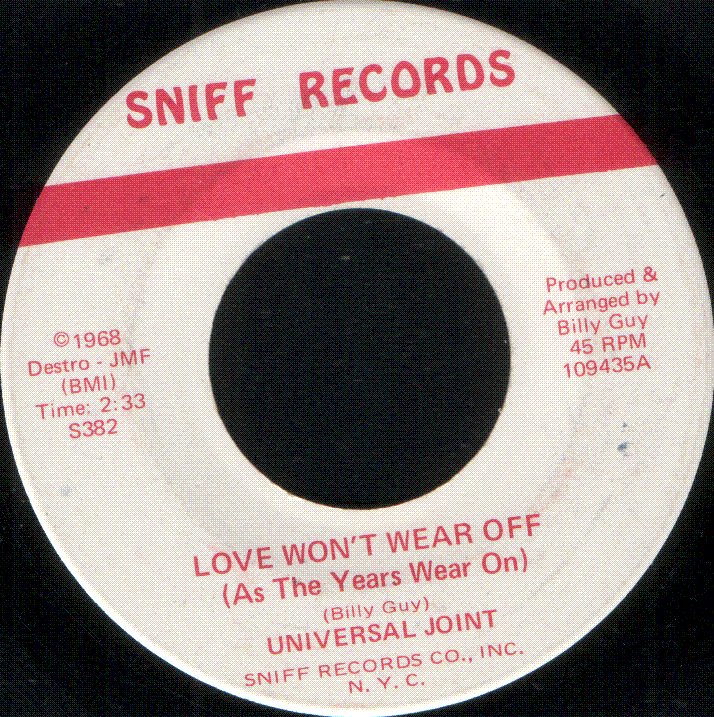 SNIFF RECORDS
©1968
Destro - JMF
(BMI)
Time: 2:33
S382
Produced &
Arranged by
Billy Guy
45 RPM
109435A
LOVE WON'T WEAR OFF
(As The Years Wear On)
(Billy Guy)
UNIVERSAL JOINT
SNIFF RECORDS CO., INC.
N. Y. C.